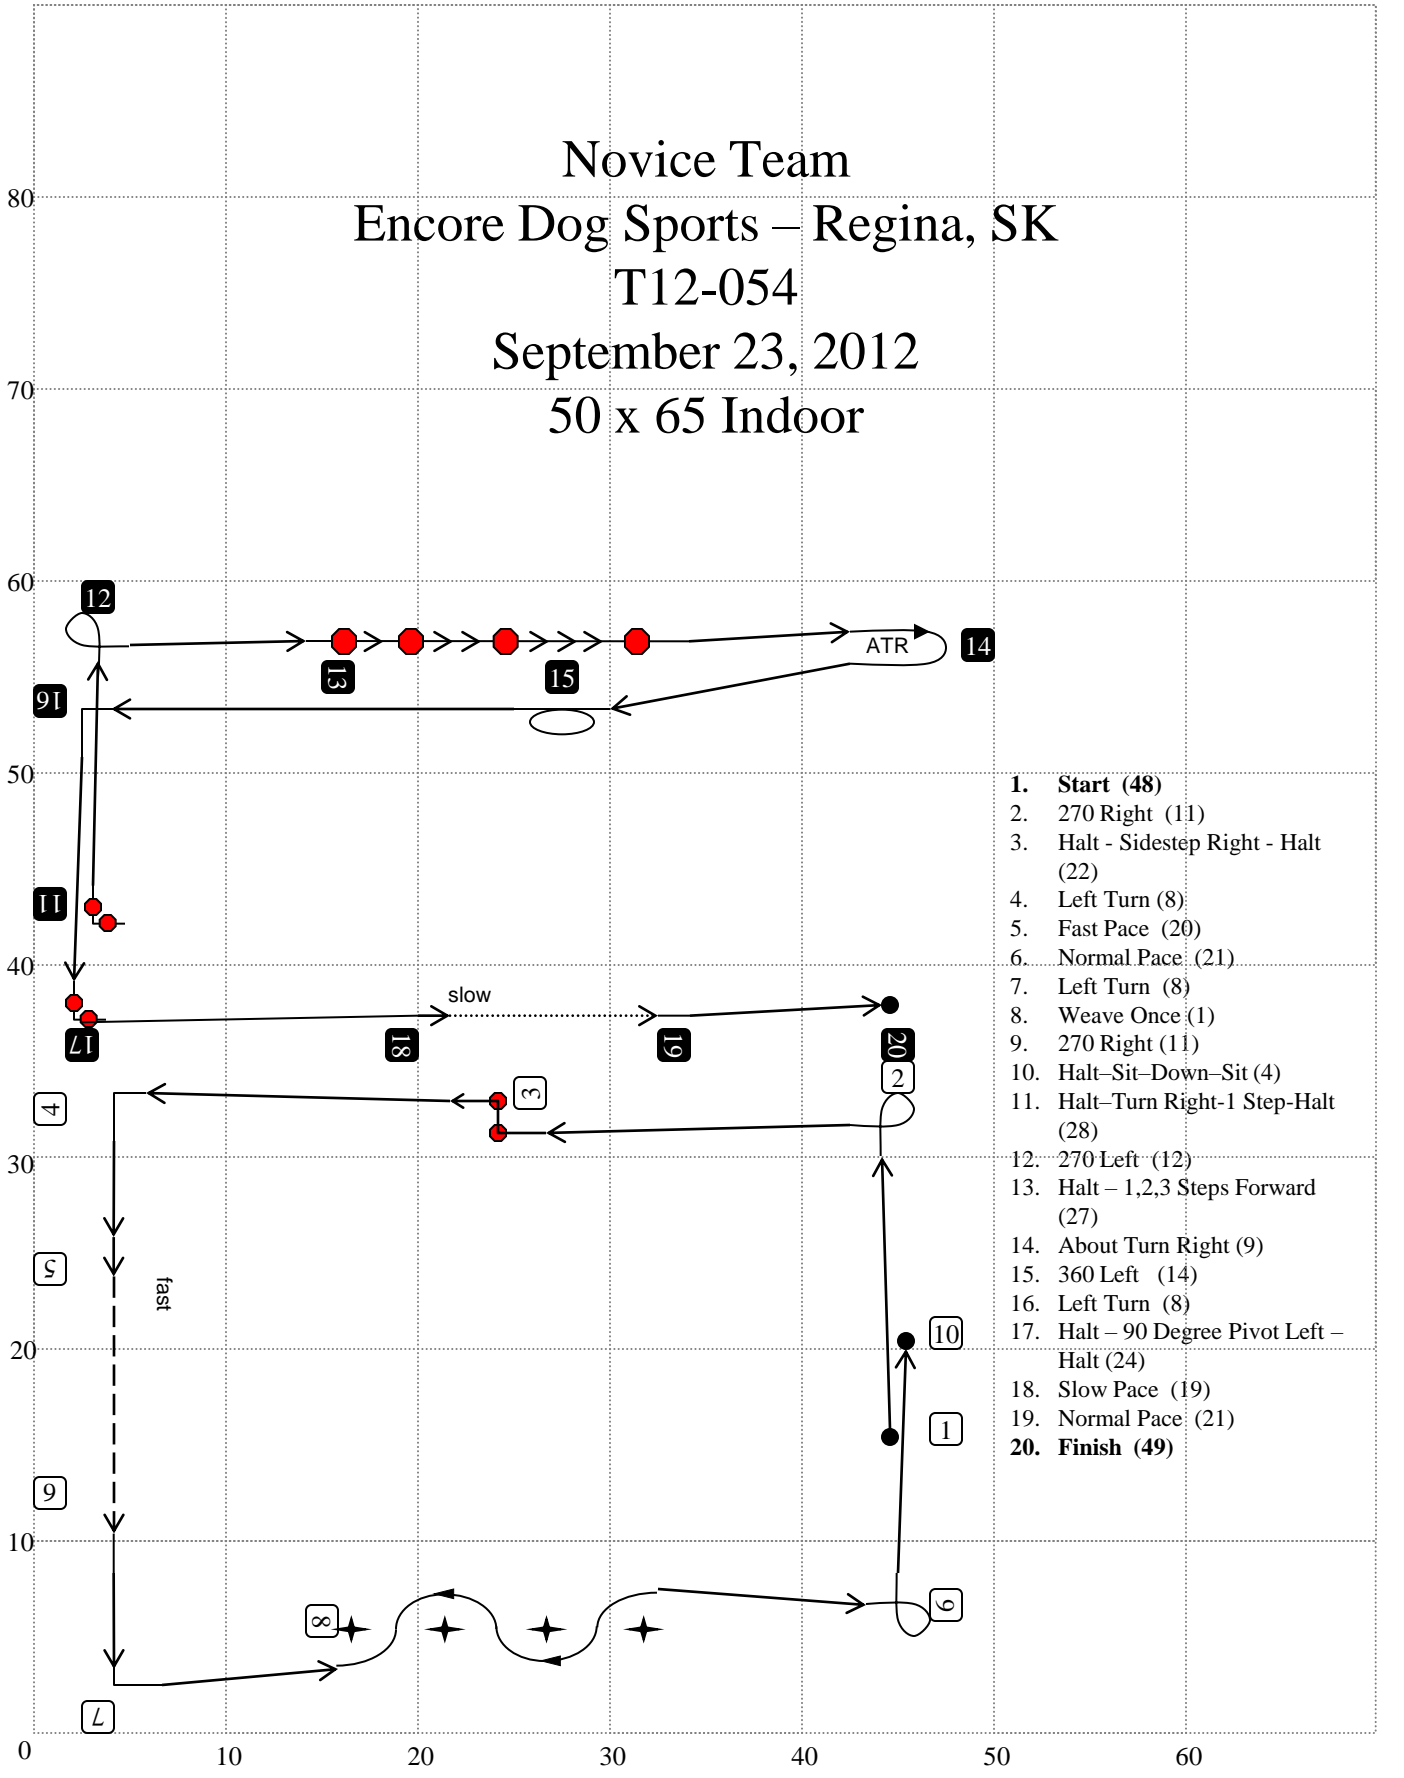 Novice Team
80
Encore Dog Sports – Regina, SK
T12-054
September 23, 2012
70
50 x 65 Indoor
60
12
ATR
14
13
15
16
50
1. Start (48)
2. 270 Right (11)
3. Halt - Sidestep Right - Halt
(22)
4. Left Turn (8)
5. Fast Pace (20)
6. Normal Pace (21)
7. Left Turn (8)
8. Weave Once (1)
9. 270 Right (11)
10. Halt–Sit–Down–Sit (4)
11. Halt–Turn Right-1 Step-Halt
(28)
12. 270 Left (12)
13. Halt – 1,2,3 Steps Forward
(27)
14. About Turn Right (9)
15. 360 Left (14)
16. Left Turn (8)
17. Halt – 90 Degree Pivot Left –
Halt (24)
18. Slow Pace (19)
19. Normal Pace (21)
20. Finish (49)
11
40
slow
17
18
19
20
2
3
4
30
5
fast
10
20
1
6
10
8
9
7
0
10
20
30
40
50
60